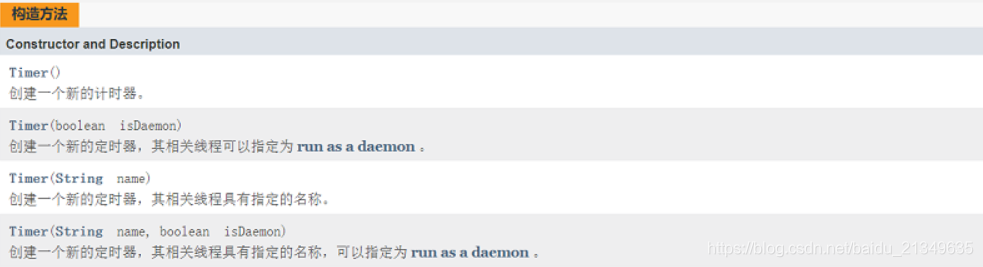 构造方法
Constructor and Description
Timer()
创建一个新的计时器。
Timer(boolean isDaemon)
创建一个新的定时器，其相关线程可以指定为 run as a daemon 。
Timer(String name)
创建一个新的定时器，其相关线程具有指定的名称。
Timer(String name, boolean isDaemon)
创建一个新的定时器，其相关线程具有指定的名称，可以指定为 run as a daemon 。
https://blog.csdn.net/baidu_21349635